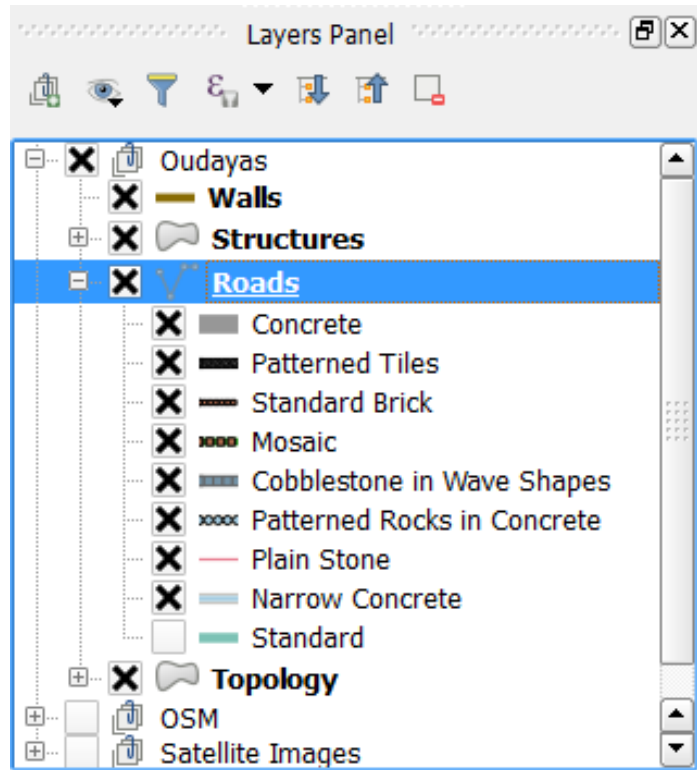 Layers Panel
Oudayas
Walls
Structures
Roads
Concrete
Patterned Tiles
Standard Brick
Mosaic
Cobblestone in Wave Shapes
Patterned Rocks in Concrete
Plain Stone
Narrow Concrete
Standard
Topology
OSM
Satellite Images